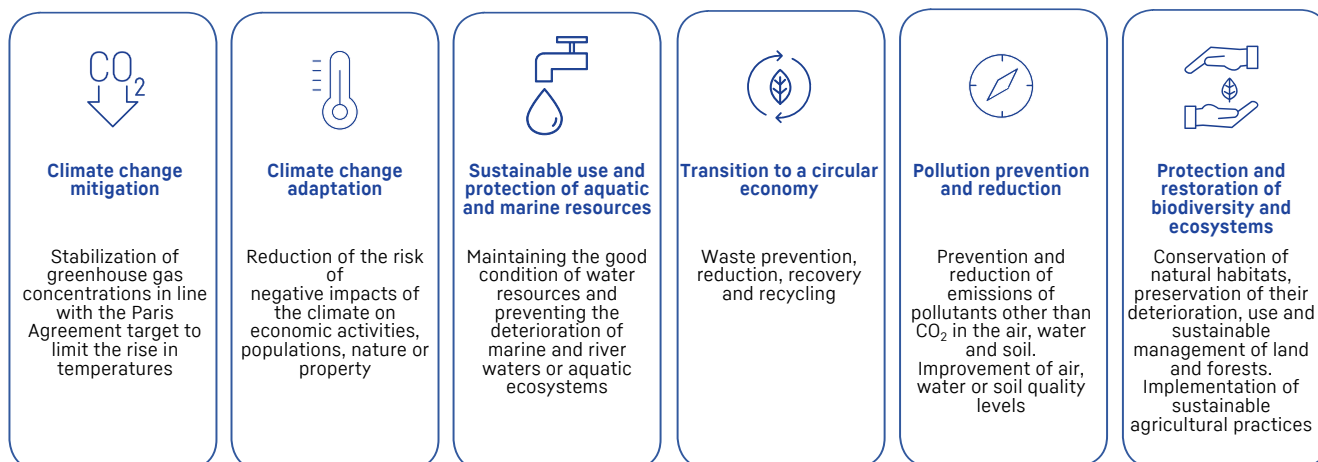 CO2
Climate change
mitigation
Stabilization of
greenhouse gas
concentrations in line
with the Paris
Agreement target to
limit the rise in
temperatures
Climate change
adaptation
Reduction of the risk
of
negative impacts of
the climate on
economic activities,
populations, nature or
property
Sustainable use and
protection of aquatic
and marine resources
Maintaining the good
condition of water
resources and
preventing the
deterioration of
marine and river
waters or aquatic
ecosystems
Transition to a circular
economy
Waste prevention,
reduction, recovery
and recycling
Pollution prevention
and reduction
Prevention and
reduction of
emissions of
pollutants other than
CO₂ in the air, water
and soil.
Improvement of air,
water or soil quality
levels
Protection and
restoration of
biodiversity and
ecosystems
Conservation of
natural habitats,
preservation of their
deterioration, use and
sustainable
management of land
and forests.
Implementation of
sustainable
agricultural practices